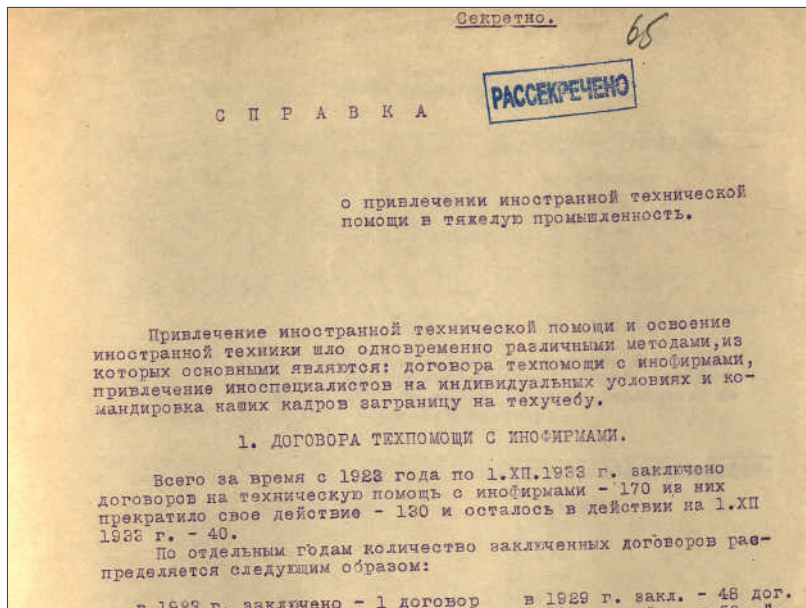 Секретно.
65
РАССЕКРЕЧЕНО
С П Р А В К А
о привлечении иностранной технической
помощи в тяжелую промышленность.
Привлечение иностранной технической помощи и освоение
иностранной техники шло одновременно различными методами,из
которых основными являются: договора техпомощи с инофирмами,
привлечение иноспециалистов на индивидуальных условиях и ко-
мандировка наших кадров заграницу на техучебу.
1. ДОГОВОРА ТЕХПОМОЩИ С ИНОФИРМАМИ.
Всего за время с 1923 года по 1.ХП.1933 г. заключено
договоров на техническую помощь с инофирмами - 170 из них
прекратило свое действие - 130 и осталось в действии на 1.ХП
1933 г. - 40.
По отдельным годам количество заключенных договоров рас-
пределяется следующим образом:
в 1923 г. заключено - 1 договор в 1929 г. закл. - 48 дог.